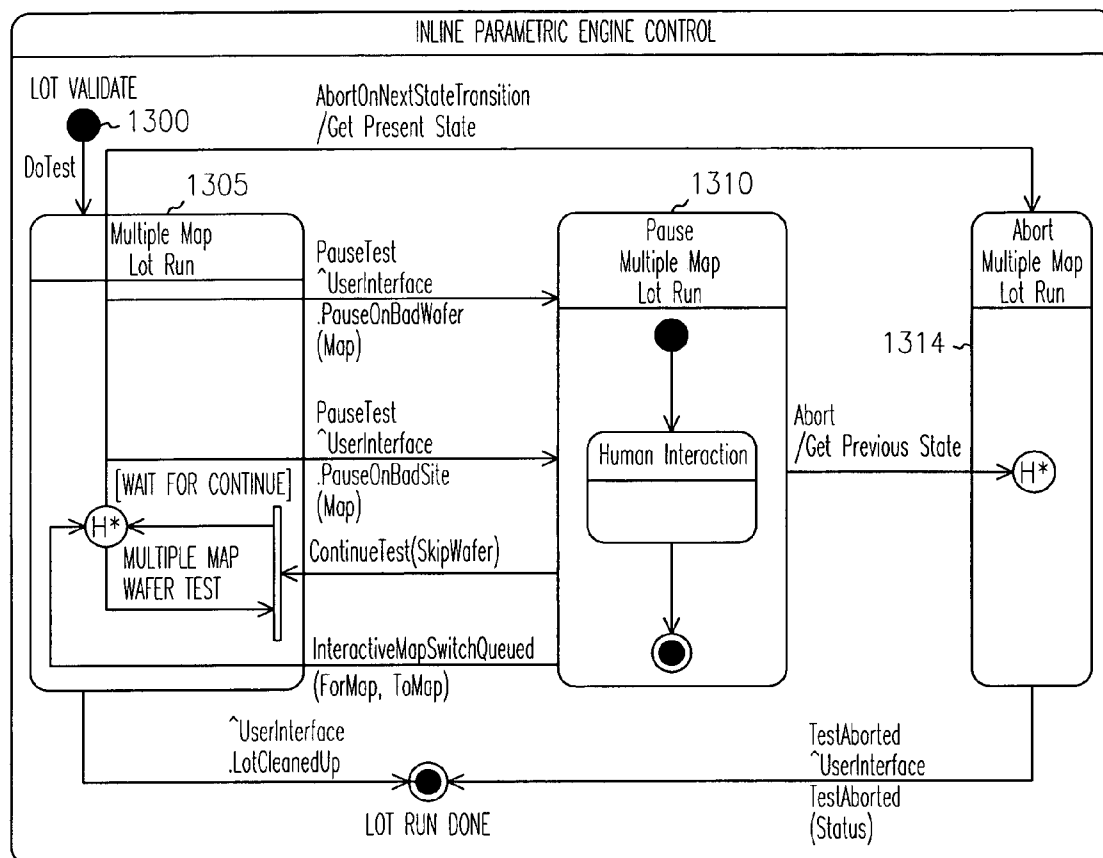 INLINE PARAMETRIC ENGINE CONTROL
LOT VALIDATE
1300
DoTest
AbortOnNextStateTransition
/Get Present State
1305
Multiple Map
Lot Run
PauseTest
^UserInterface
.PauseOnBadWafer
(Map)
PauseTest
^UserInterface
.PauseOnBadSite
(Map)
[WAIT FOR CONTINUE]
H*
MULTIPLE MAP
WAFER TEST
ContinueTest(SkipWafer)
InteractiveMapSwitchQueued
(ForMap, ToMap)
1310
Pause
Multiple Map
Lot Run
Human Interaction
Abort
/Get Previous State
Abort
Multiple Map
Lot Run
1314
H*
^UserInterface
.LotCleanedUp
LOT RUN DONE
TestAborted
^UserInterface
TestAborted
(Status)